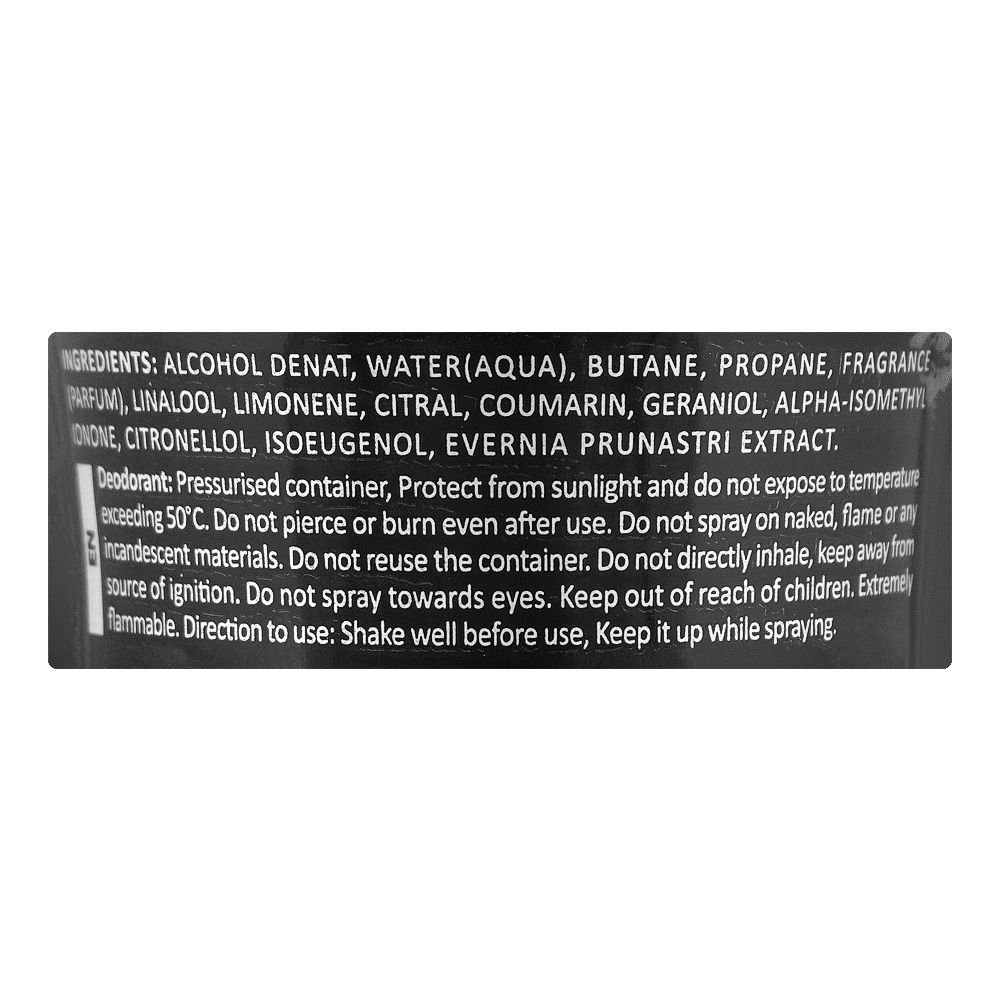 INGREDIENTS: ALCOHOL DENAT, WATER(AQUA), BUTANE, PROPANE, FRAGRANCE
(PARFUM), LINALOOL, LIMONENE, CITRAL, COUMARIN, GERANIOL, ALPHA-ISOMETHYL
IONONE, CITRONELLOL, ISOEUGENOL, EVERNIA PRUNASTRI EXTRACT.
EN
Deodorant: Pressurised container, Protect from sunlight and do not expose to temperature
exceeding 50°C. Do not pierce or burn even after use. Do not spray on naked, flame or any
incandescent materials. Do not reuse the container. Do not directly inhale, keep away from
source of ignition. Do not spray towards eyes. Keep out of reach of children. Extremely
flammable. Direction to use: Shake well before use, Keep it up while spraying.